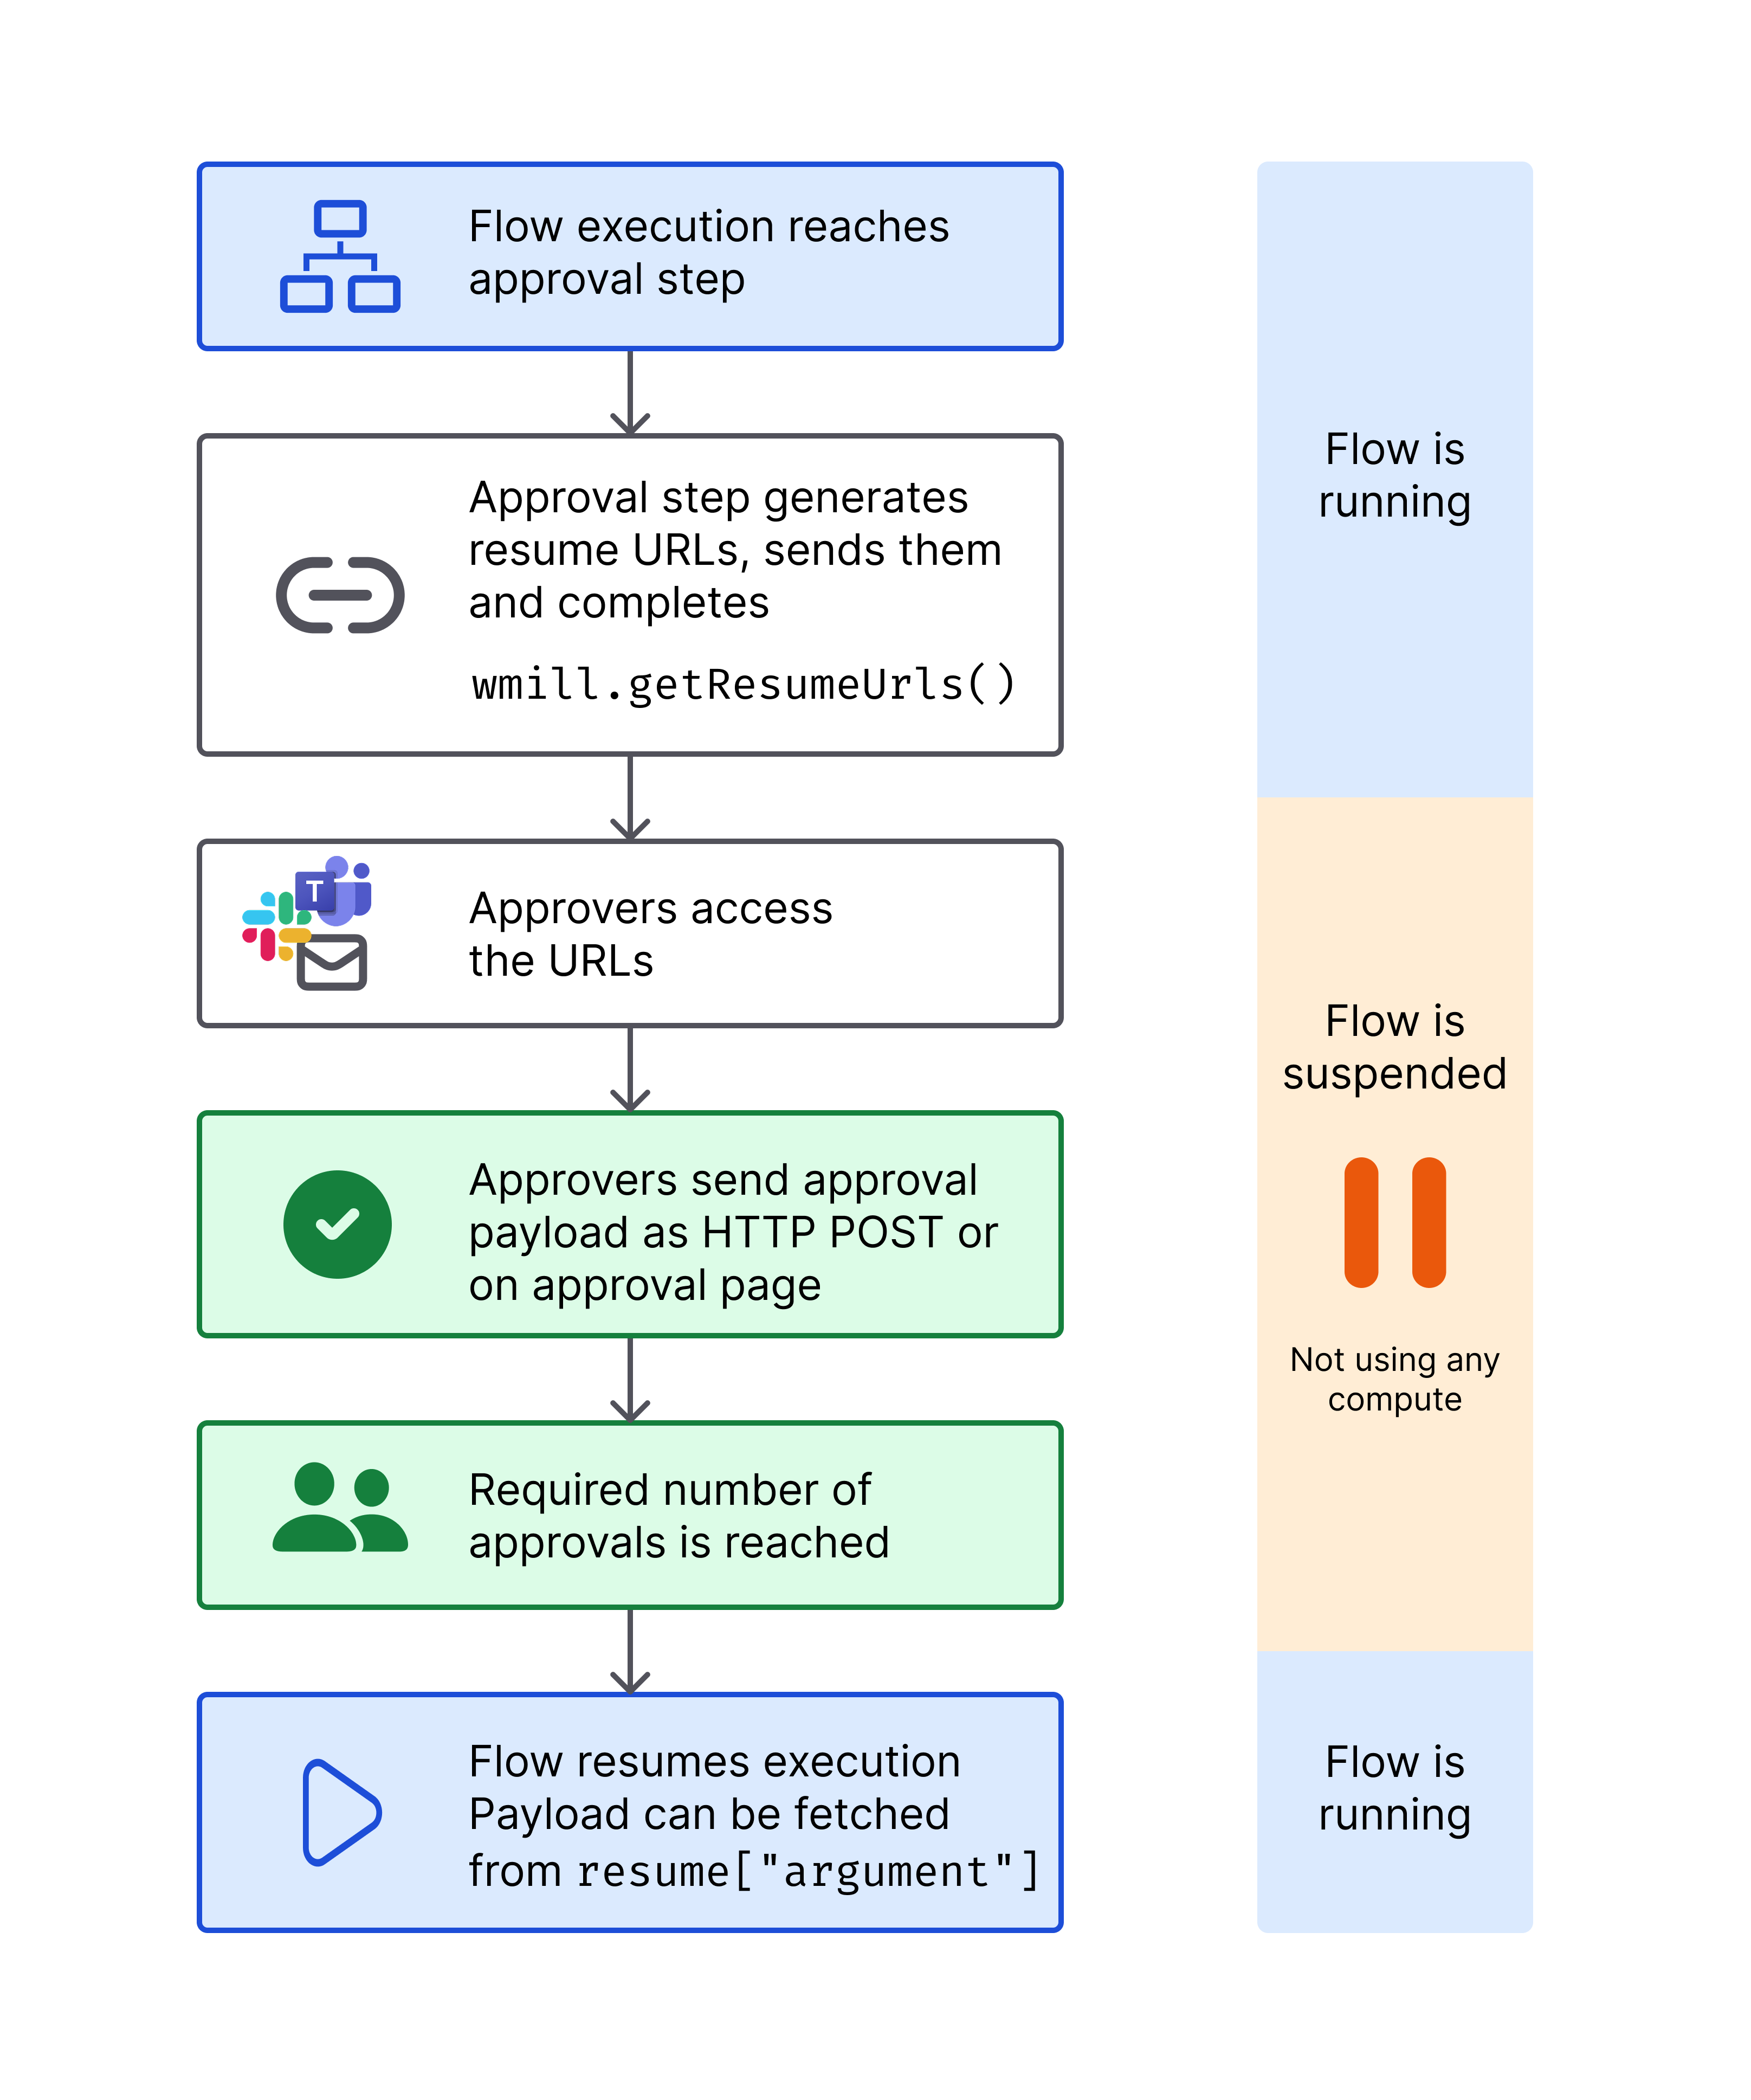 Flow execution reaches
approval step
Approval step generates
resume URLs, sends them
and completes
wmill.getResumeUrls()
Flow is
running
T
Approvers access
the URLs
Approvers send approval
payload as HTTP POST or
on approval page
Required number of
approvals is reached
Flow is
suspended
Not using any
compute
Flow resumes execution
Payload can be fetched
from resume["argument"]
Flow is
running